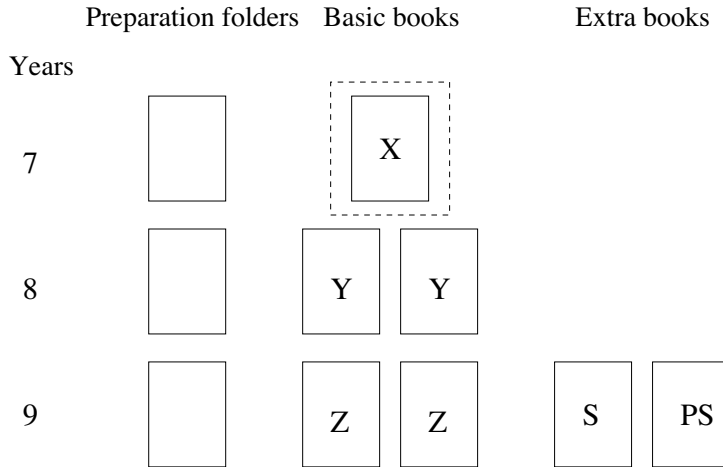 Preparation folders Basic books Extra books
Years
7 X
8 Y Y
9 Z Z S PS